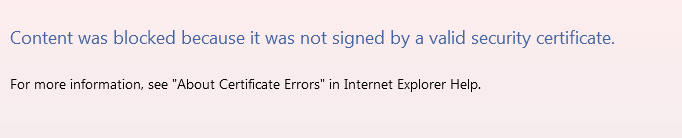 Content was blocked because it was not signed by a valid security certificate.
For more information, see "About Certificate Errors" in Internet Explorer Help.